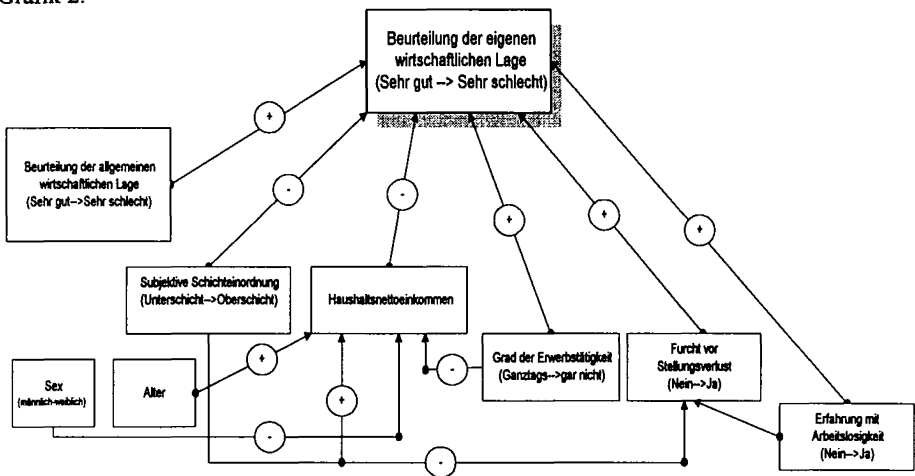 Grafik 2:
Beurteilung der eigenen
wirtschaftlichen Lage
(Sehr gut --> Sehr schlecht)
+
Beurteilung der allgemeinen
wirtschaftlichen Lage
(Sehr gut-->Sehr schlecht)
-
-
+
+
+
Subjektive Schichteinordnung
(Unterschicht-->Oberschicht)
Haushaltsnettoeinkommen
Grad der Erwerbstätigkeit
(Ganztags-->gar nicht)
Furcht vor
Stellungsverlust
(Nein-->Ja)
+
-
Sex
(männlich-weiblich)
Alter
+
Erfahrung mit
Arbeitslosigkeit
(Nein-->Ja)
-
-